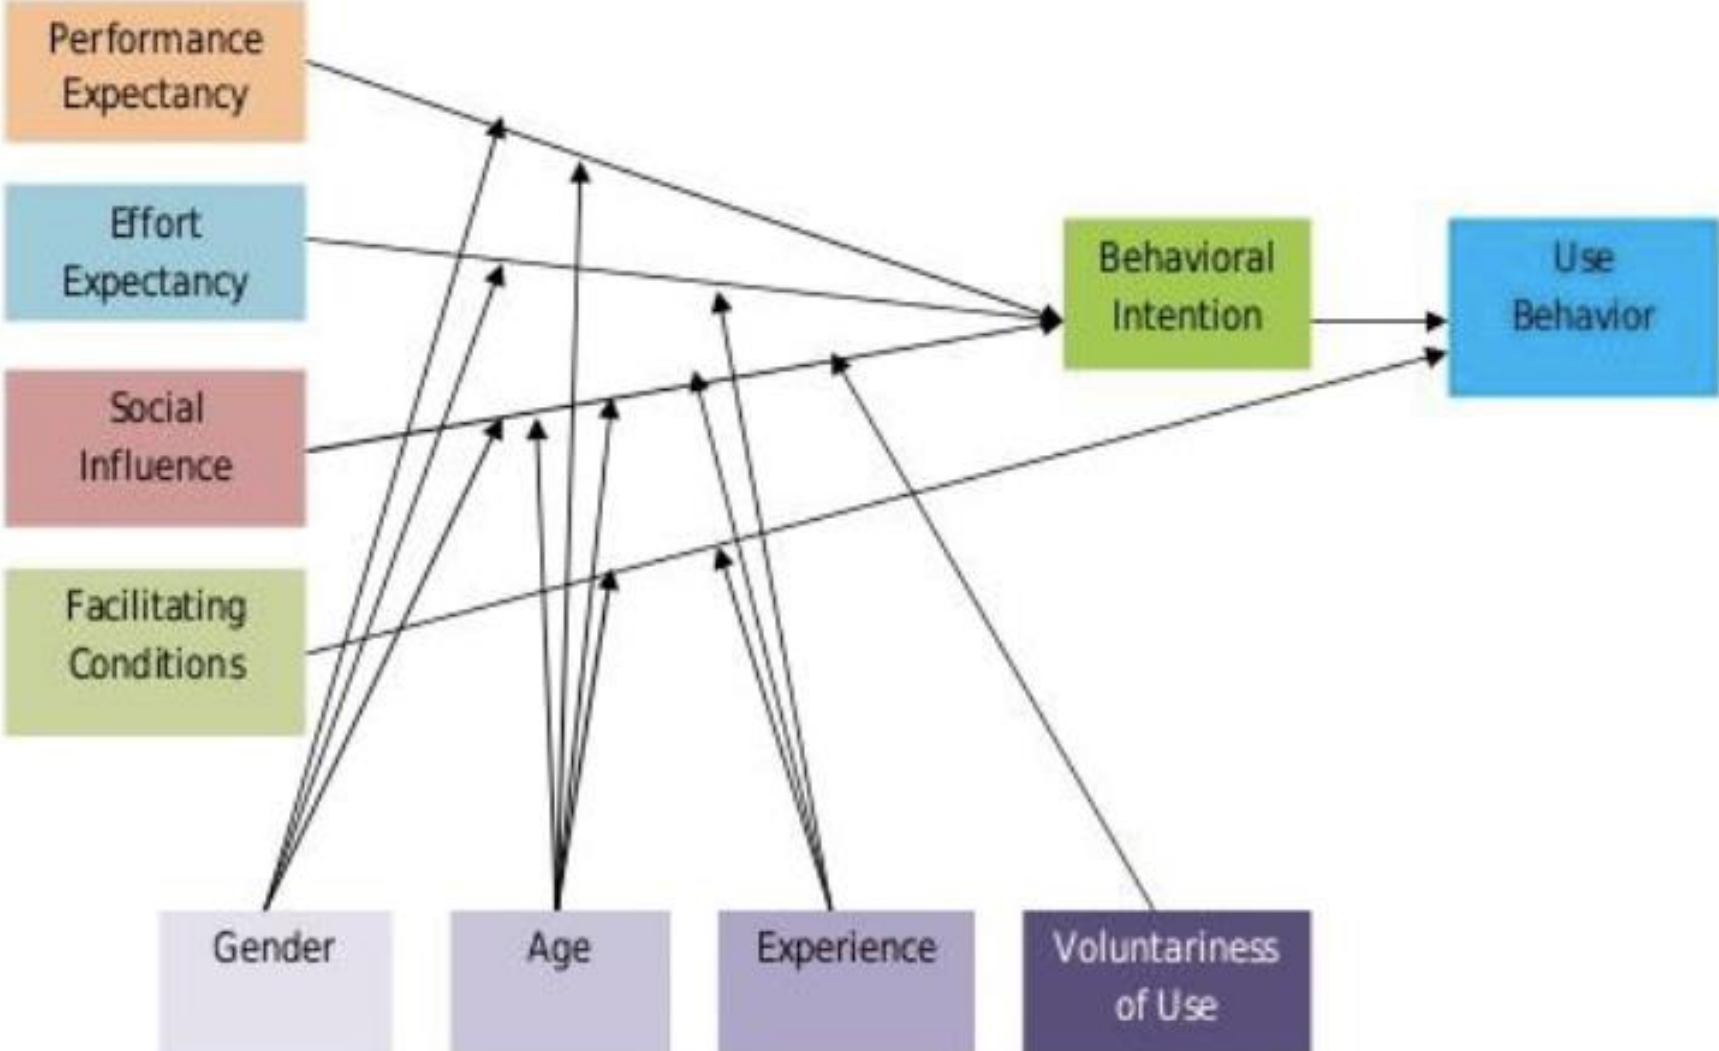 Performance
Expectancy
Effort
Expectancy
Social
Influence
Facilitating
Conditions
Behavioral
Intention
Use
Behavior
Gender
Age
Experience
Voluntariness
of Use